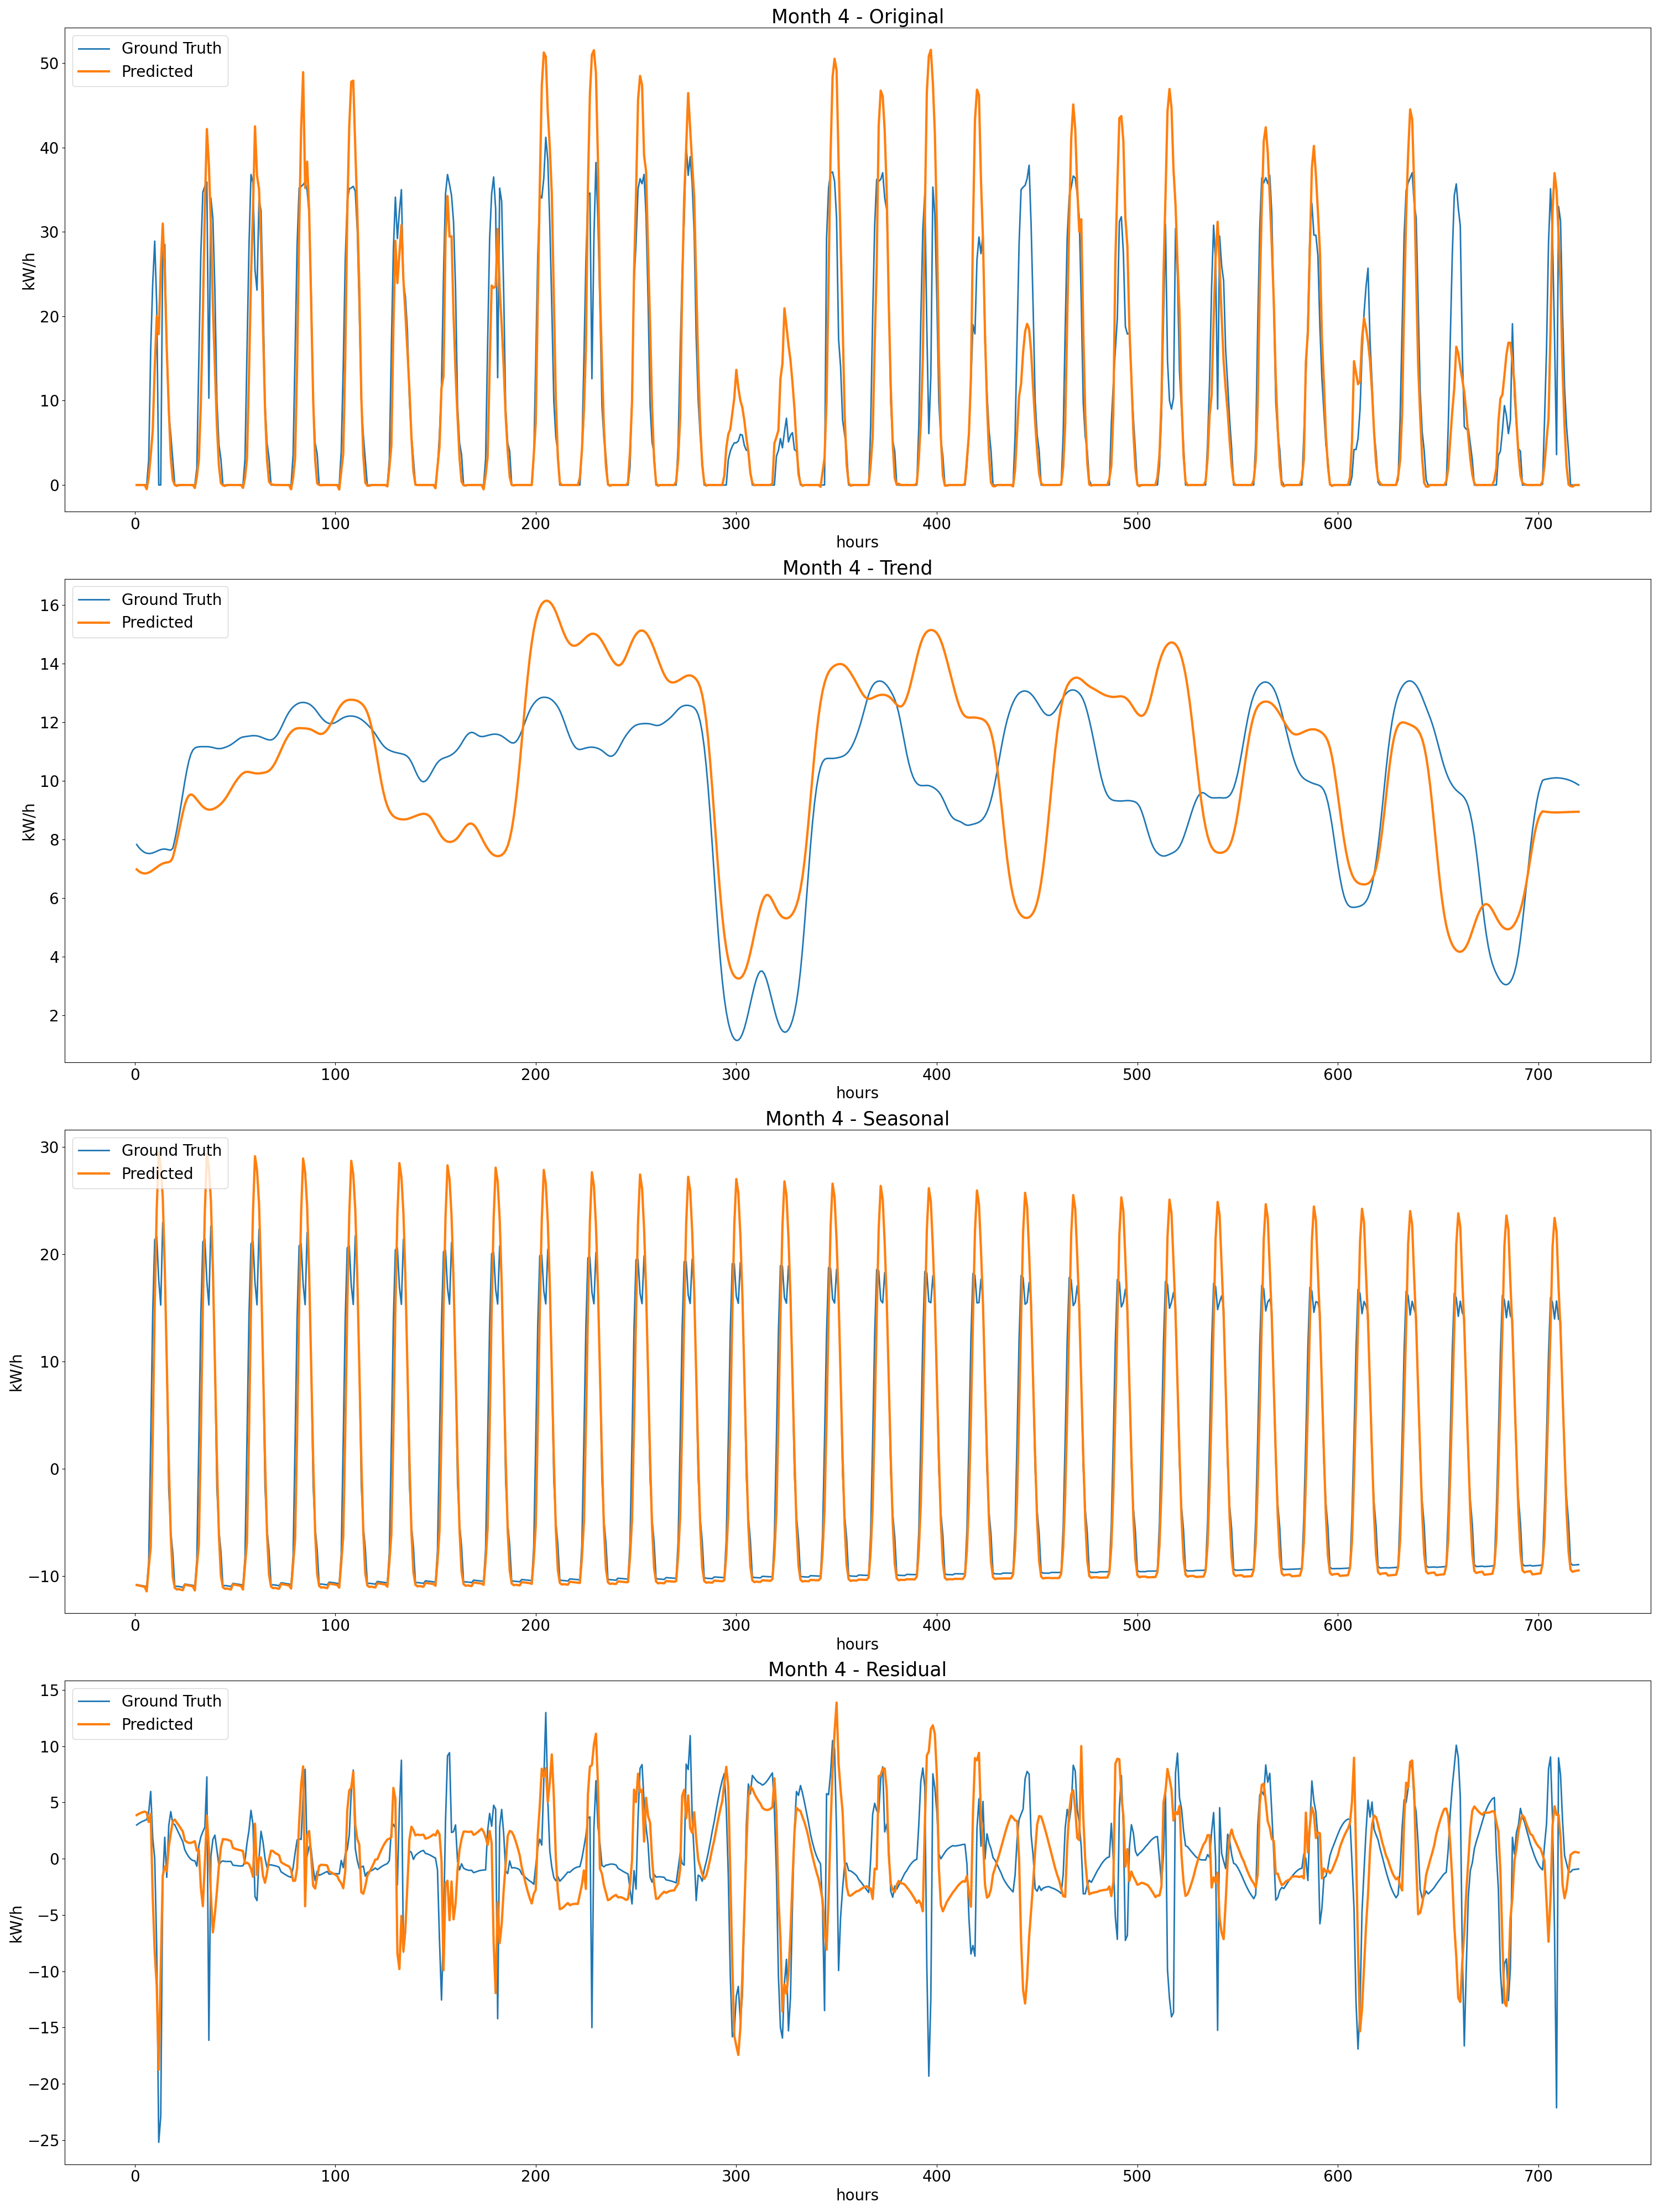 Month 4 - Original
Ground Truth
Predicted
kW/h
50
40
30
20
10
0
0 100 200 300 400 500 600 700
hours
Month 4 - Trend
Ground Truth
Predicted
kW/h
16
14
12
10
8
6
4
2
0 100 200 300 400 500 600 700
hours
Month 4 - Seasonal
Ground Truth
Predicted
kW/h
30
20
10
0
−10
0 100 200 300 400 500 600 700
hours
Month 4 - Residual
Ground Truth
Predicted
kW/h
15
10
5
0
−5
−10
−15
−20
−25
0 100 200 300 400 500 600 700
hours